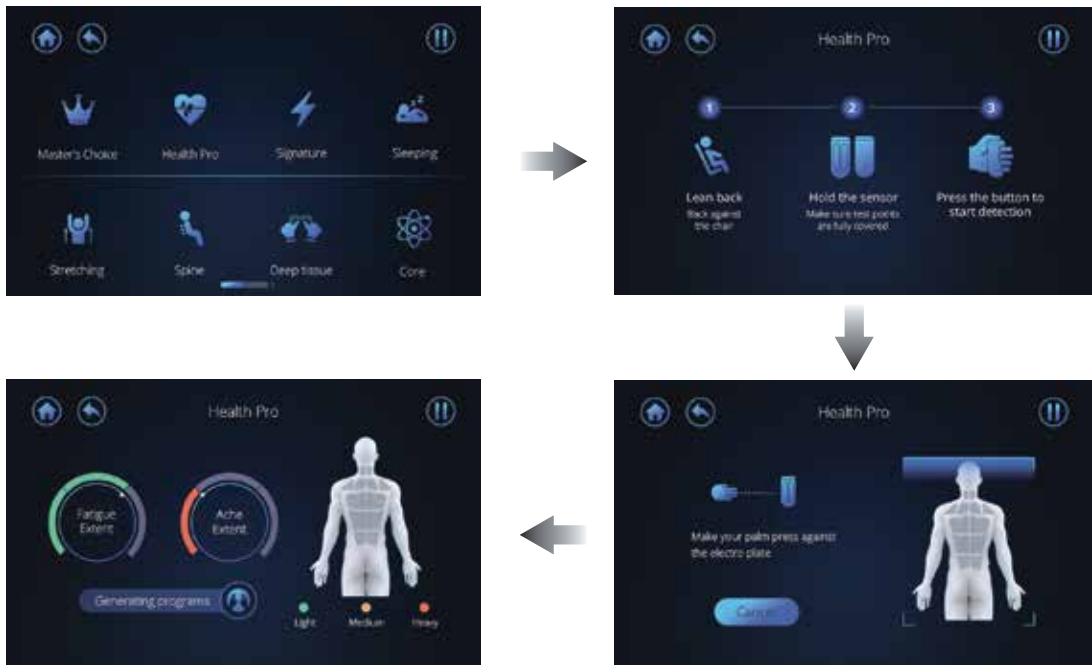 Master's Choice
Health Pro
Signature
Sleeping
Stretching
Spine
Deep tissue
Core
Health Pro
1
2
3
Lean back
Back against
the chair
Hold the sensor
Make sure test points
are fully covered
Press the button to
start detection
Health Pro
Fatigue
Extent
Ache
Extent
Generating programs
Light
Medium
Heavy
Health Pro
Make your palm press against
the electro plate
Cancel